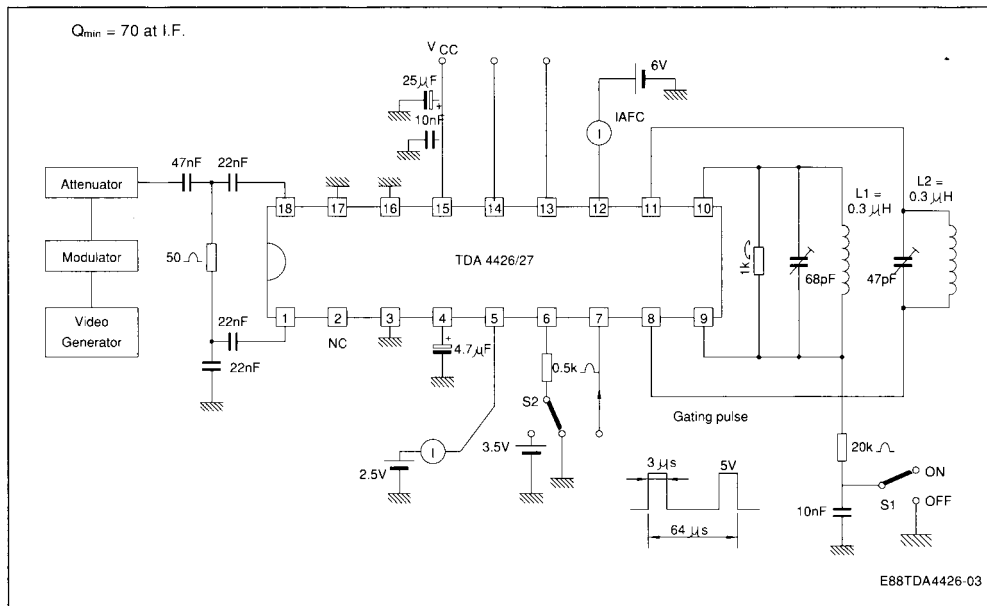 Qmin = 70 at I.F.
VCC
6V
25µF
+
10nF
I
IAFC
47nF
22nF
Attenuator
18
17
16
15
14
13
12
11
10
L1 =
0.3 µH
L2 =
0.3 µH
Modulator
50
TDA 4426/27
1k
68pF
47pF
Video
Generator
22nF
1
2
3
4
5
6
7
8
9
NC
+
4.7µF
22nF
0.5k
S2
Gating pulse
I
2.5V
3.5V
3 µs
5V
20k
ON
S1
OFF
10nF
64 µs
E88TDA4426-03